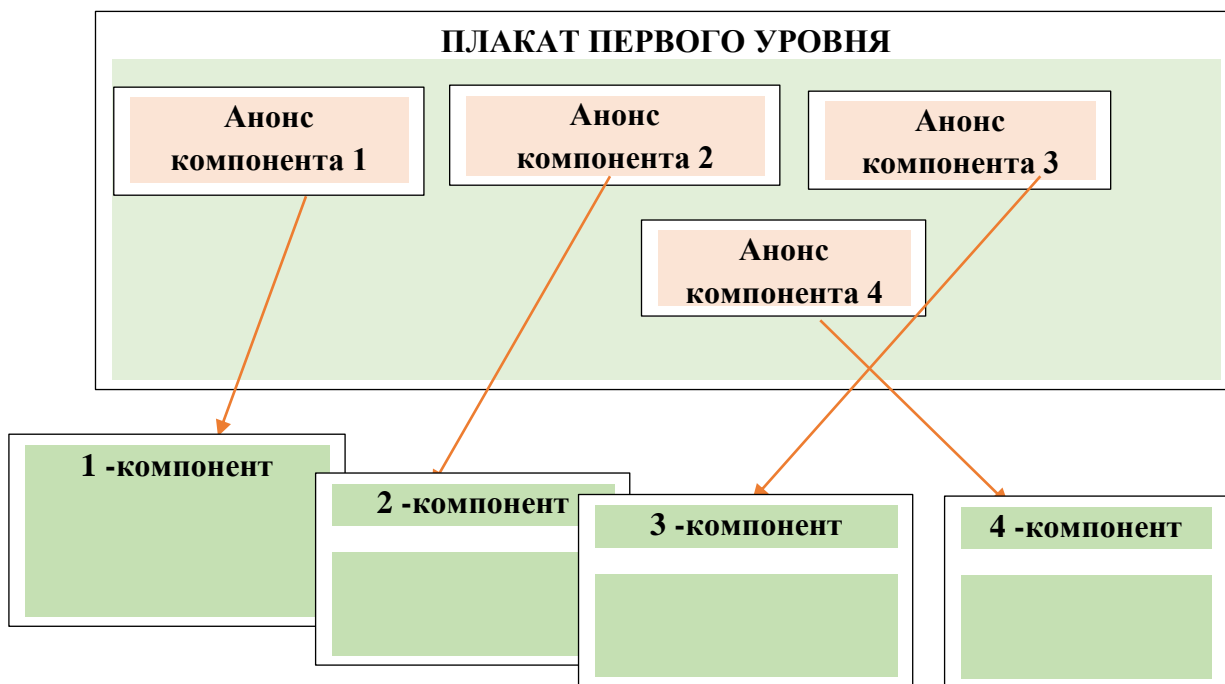 ПЛАКАТ ПЕРВОГО УРОВНЯ
Анонс
компонента 1
Анонс
компонента 2
Анонс
компонента 3
Анонс
компонента 4
1 -компонент
2 -компонент
3 -компонент
4 -компонент